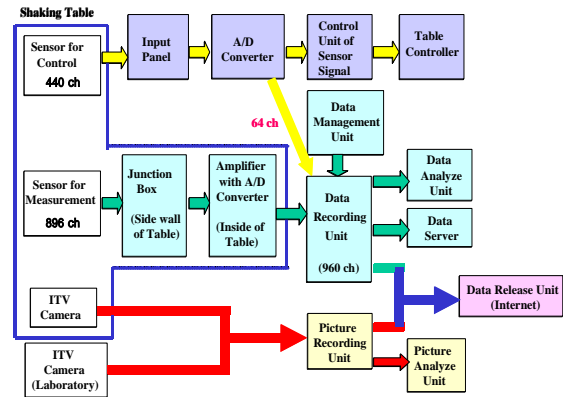 Shaking Table
Sensor for
Control
440 ch
Input
Panel
A/D
Converter
Control
Unit of
Sensor
Signal
Table
Controller
64 ch
Data
Management
Unit
Sensor for
Measurement
896 ch
Junction
Box
(Side wall
of Table)
Amplifier
with A/D
Converter
(Inside of
Table)
Data
Recording
Unit
(960 ch)
Data
Analyze
Unit
Data
Server
Data Release Unit
(Internet)
ITV
Camera
ITV
Camera
(Laboratory)
Picture
Recording
Unit
Picture
Analyze
Unit